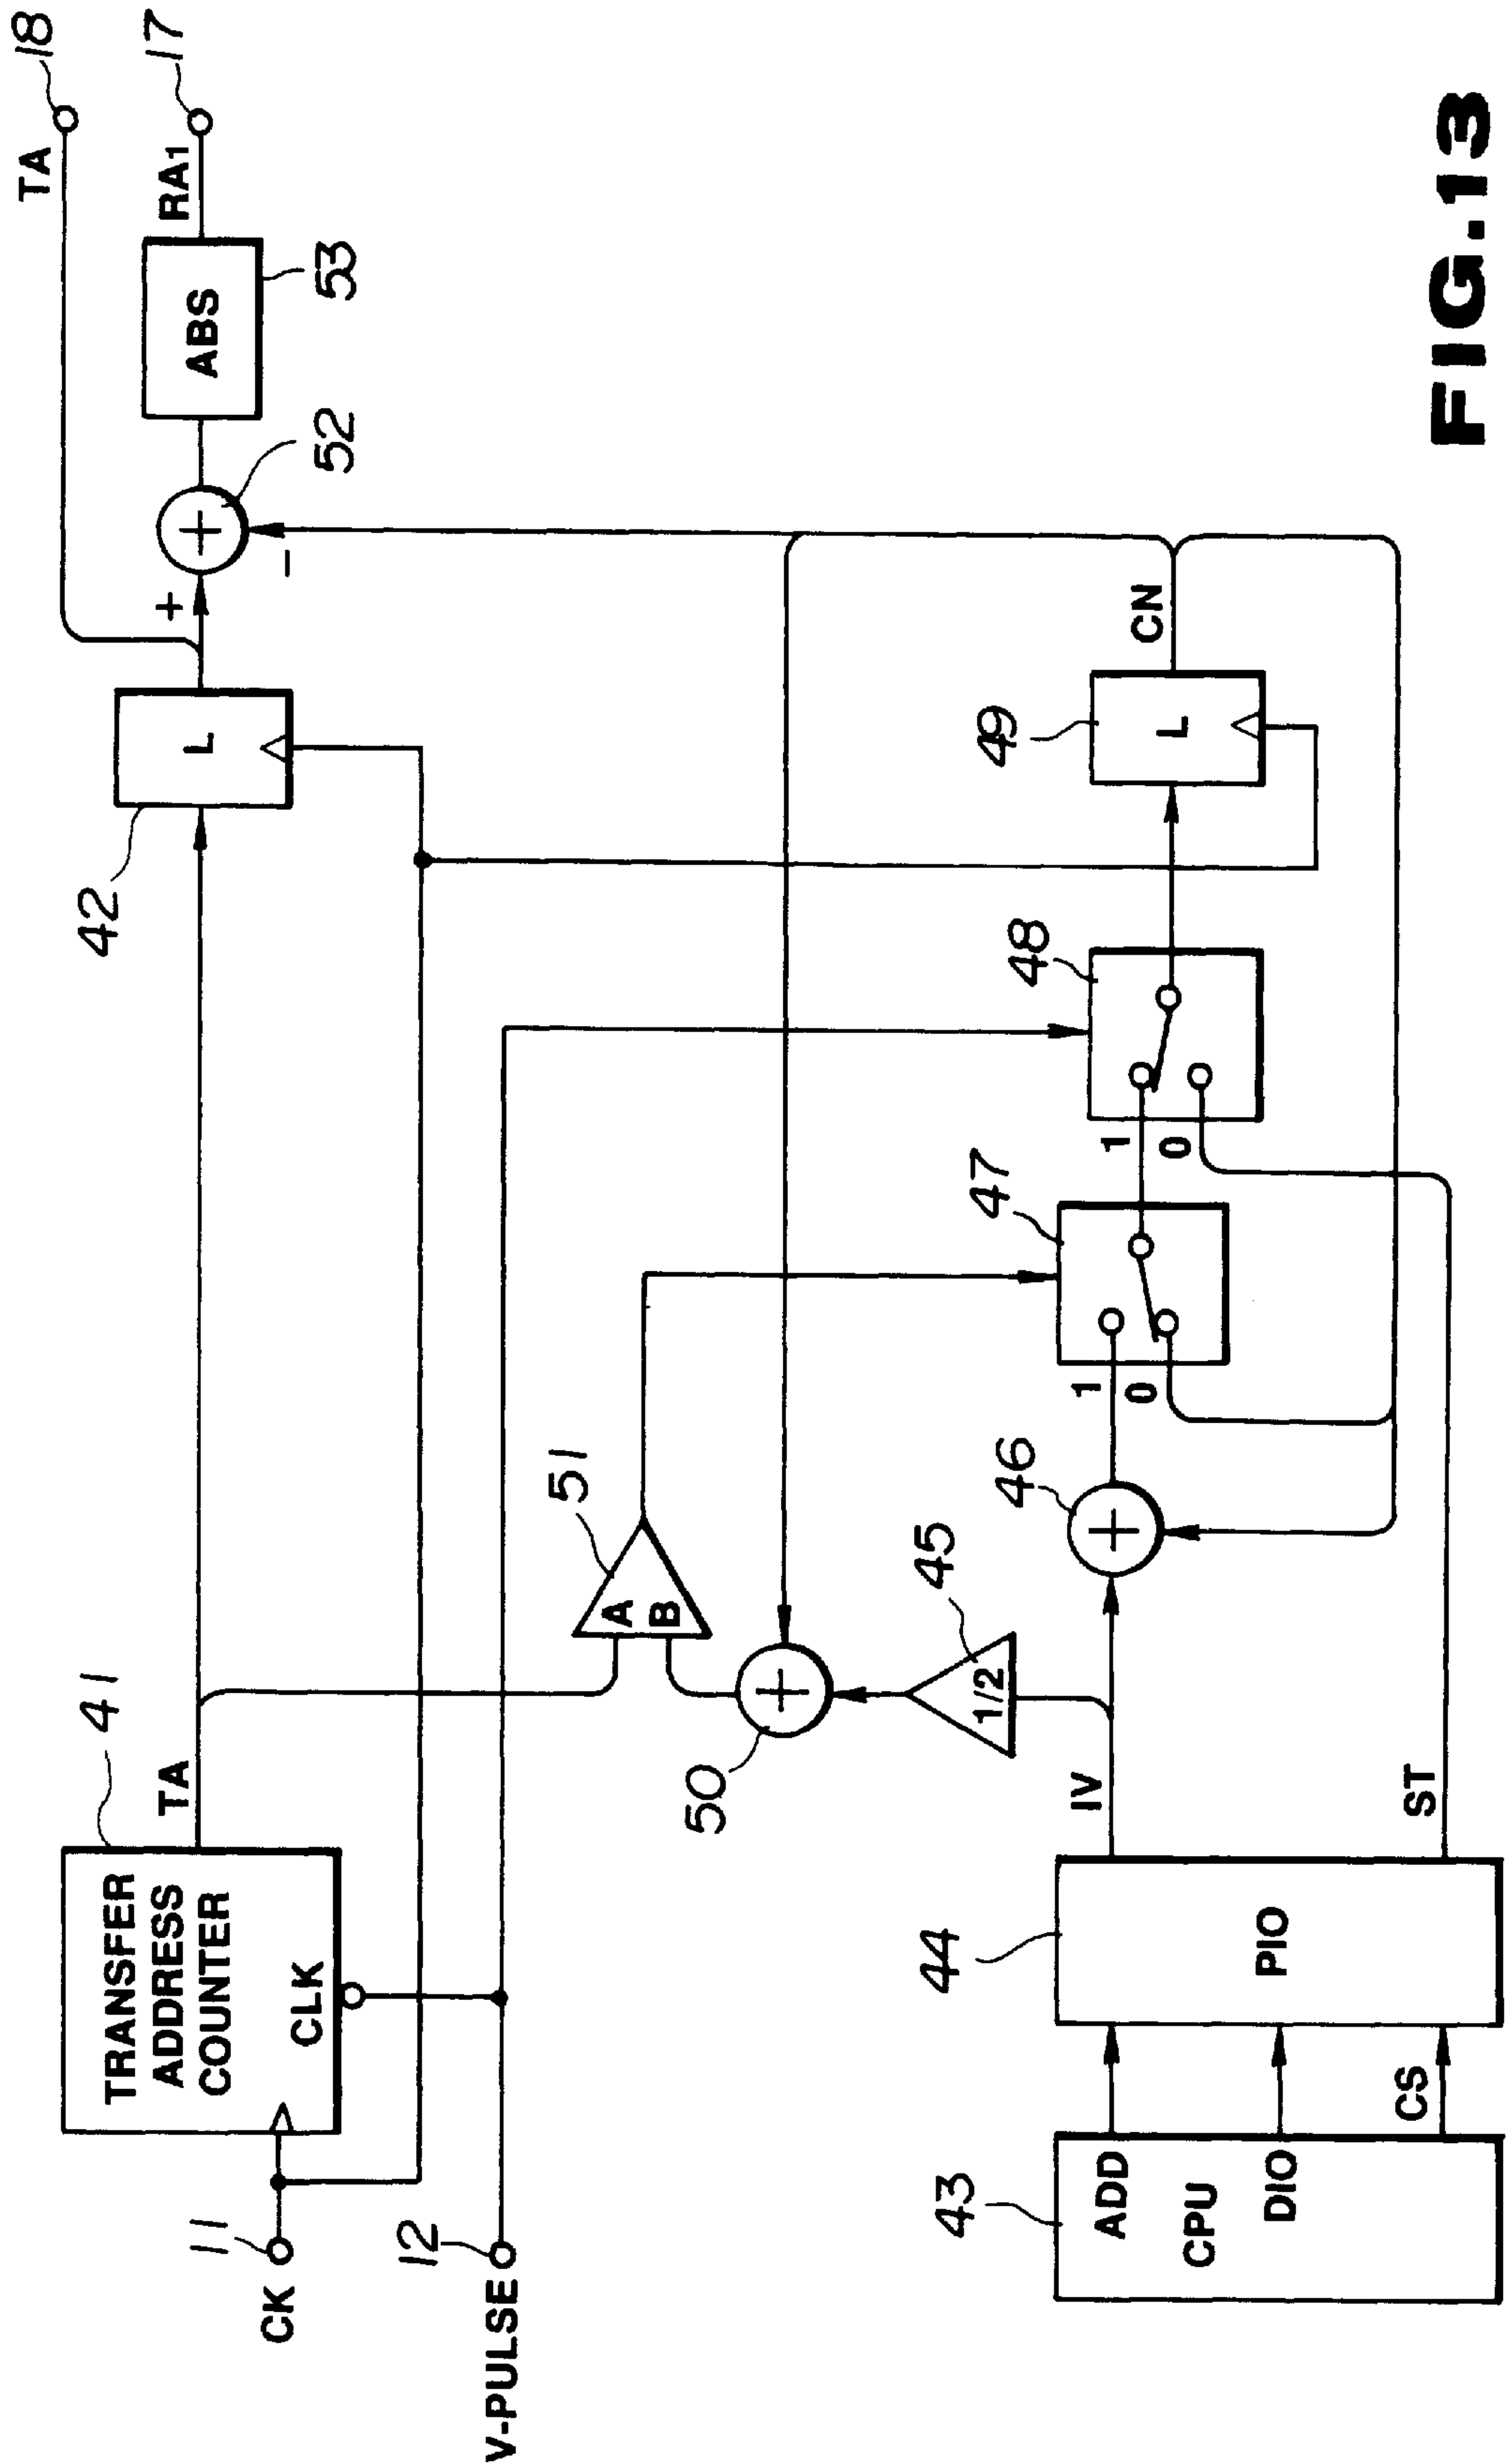 CK
11
V-PULSE
12
TRANSFER
ADDRESS
COUNTER
CLK
41
TA
42
L
+
-
+
52
ABS
53
RA1
17
TA
18
A
B
51
+
50
1/2
45
43
ADD
CPU
DIO
CS
44
PIO
IV
ST
+
46
1
0
47
1
0
48
L
49
CN
FIG.13